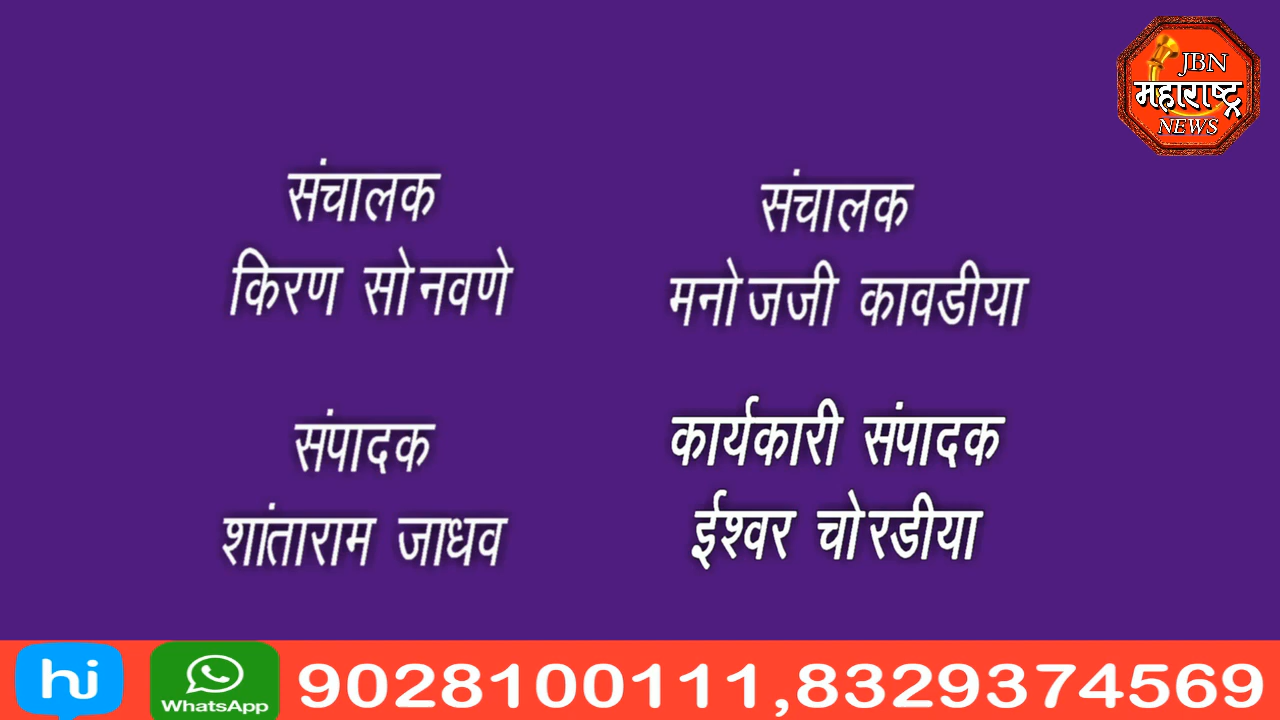 JBN
महाराष्ट्र
NEWS
संचालक
किरण सोनवणे
संचालक
मनोजजी कावडीया
संपादक
शांताराम जाधव
कार्यकारी संपादक
ईश्वर चोरडीया
hi
WhatsApp
9028100111,8329374569